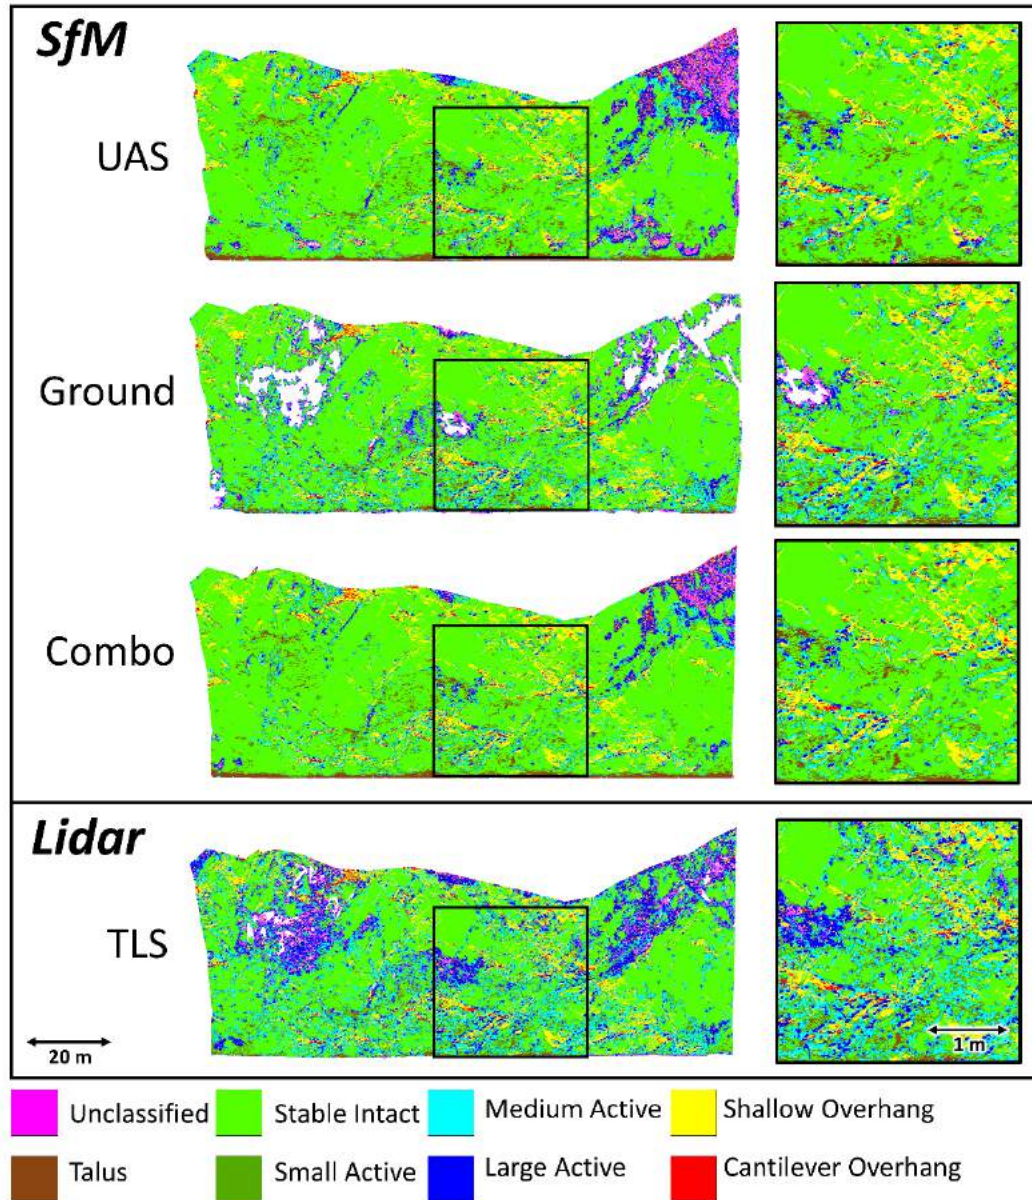 SfM
UAS
Ground
Combo
Lidar
TLS
20 m
1 m
Unclassified
Stable Intact
Medium Active
Shallow Overhang
Talus
Small Active
Large Active
Cantilever Overhang